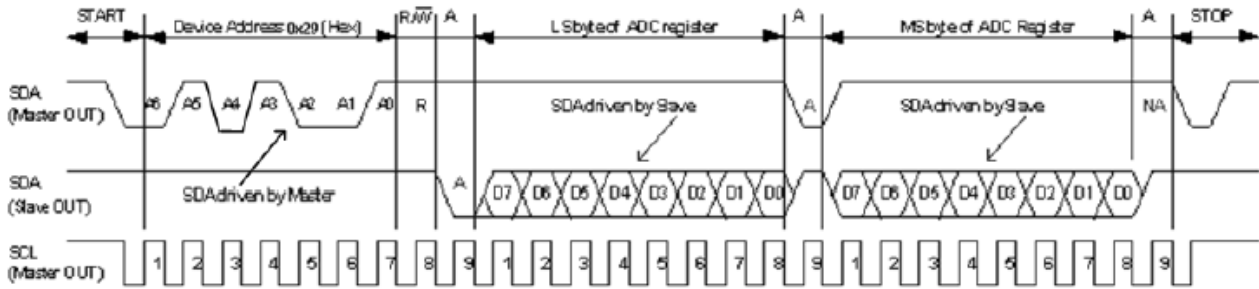 START Device Address 0x29 (Hex) R/W A LSbyte of ADC register A MSbyte of ADC Register A STOP
SDA
(Master OUT)
A6 A5 A4 A3 A2 A1 A0 R SDA driven by Slave A SDA driven by Slave NA
SDA
(Slave OUT)
SDA driven by Master A D7 D6 D5 D4 D3 D2 D1 D0 D7 D6 D5 D4 D3 D2 D1 D0
SCL
(Master OUT)
1 2 3 4 5 6 7 8 9 1 2 3 4 5 6 7 8 9 1 2 3 4 5 6 7 8 9